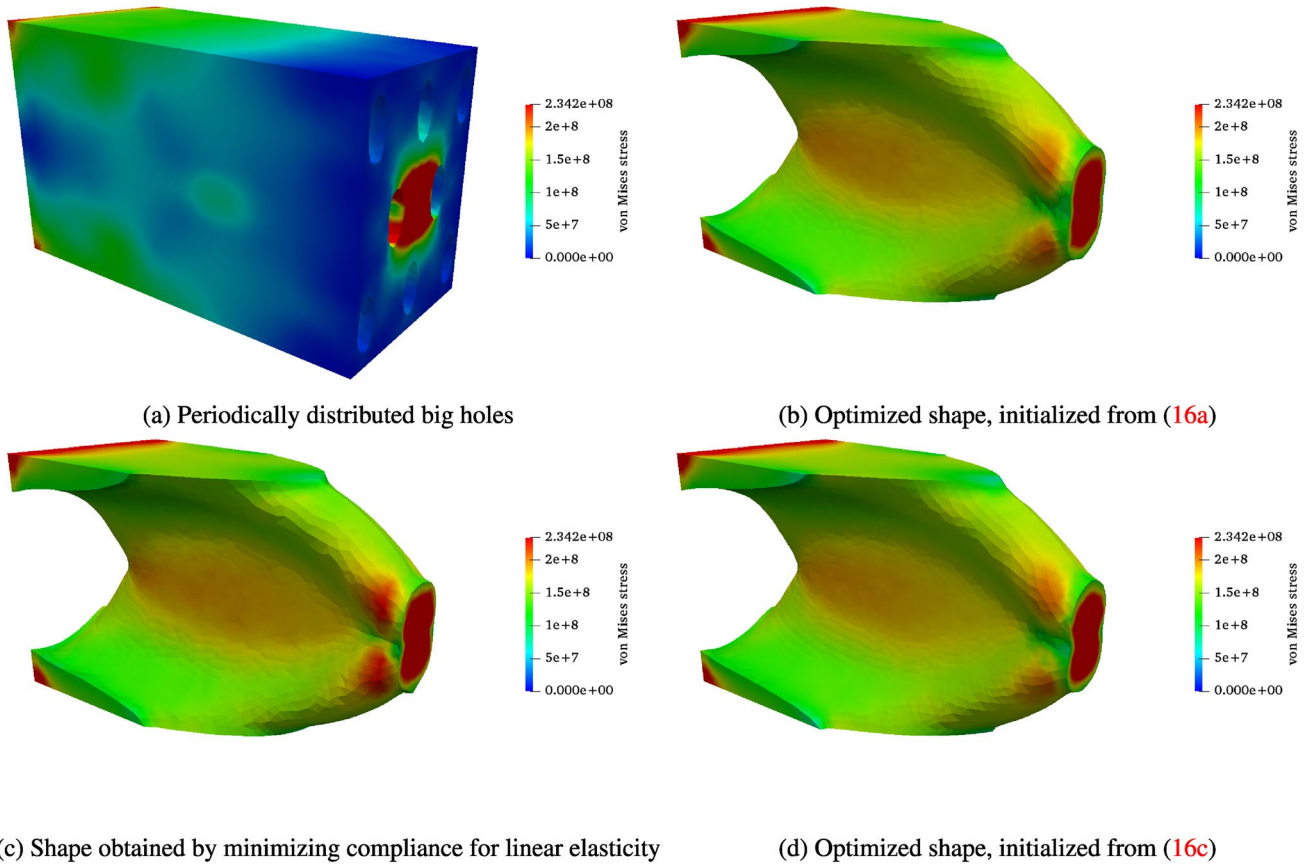 2.342e+08
2e+8
1.5e+8
1e+8
5e+7
0.000e+00
von Mises stress
2.342e+08
2e+8
1.5e+8
1e+8
5e+7
0.000e+00
von Mises stress
(a) Periodically distributed big holes
(b) Optimized shape, initialized from (16a)
2.342e+08
2e+8
1.5e+8
1e+8
5e+7
0.000e+00
von Mises stress
2.342e+08
2e+8
1.5e+8
1e+8
5e+7
0.000e+00
von Mises stress
(c) Shape obtained by minimizing compliance for linear elasticity
(d) Optimized shape, initialized from (16c)